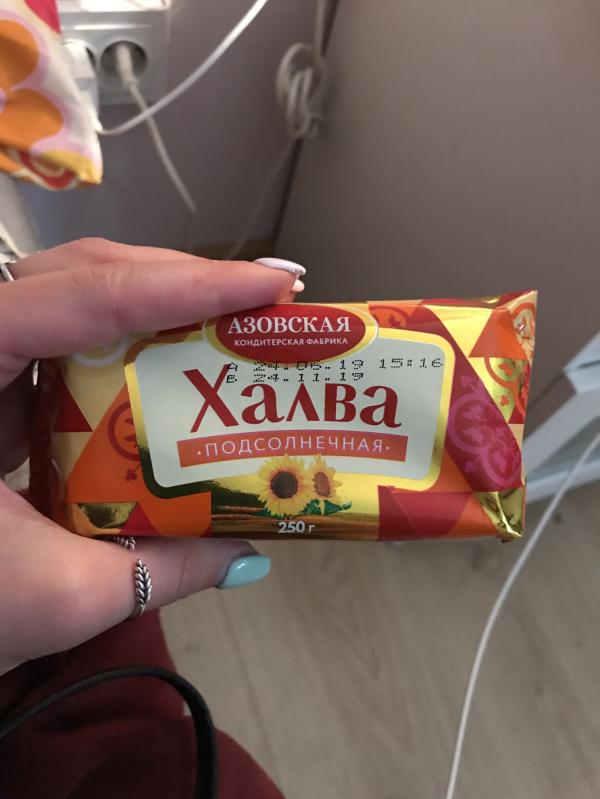 АЗОВСКАЯ
КОНДИТЕРСКАЯ ФАБРИКА
А 24.06.19 15:16
В 24.11.19
Халва
·ПОДСОЛНЕЧНАЯ·
250 г